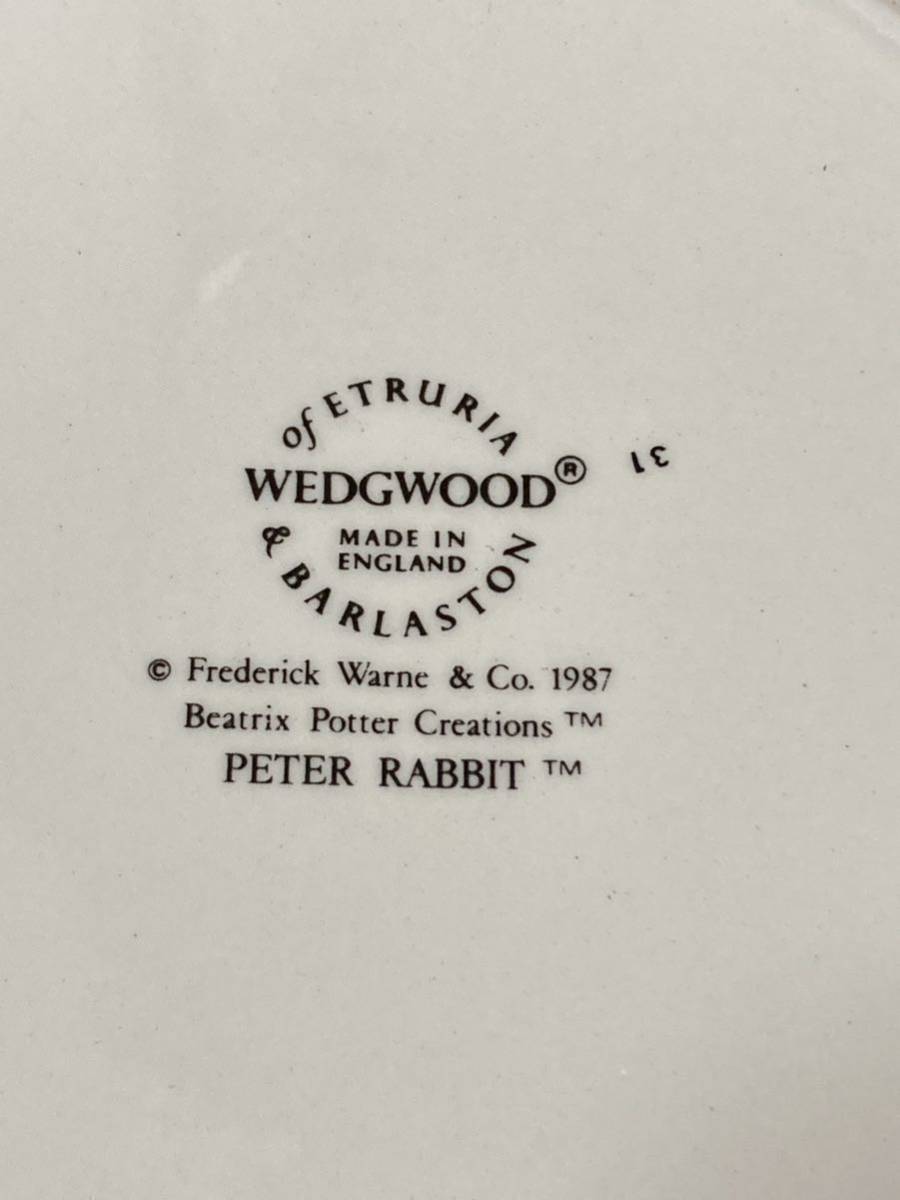 of ETRURIA
WEDGWOOD®
MADE IN
ENGLAND
& BARLASTON
31
© Frederick Warne & Co. 1987
Beatrix Potter Creations ™
PETER RABBIT ™